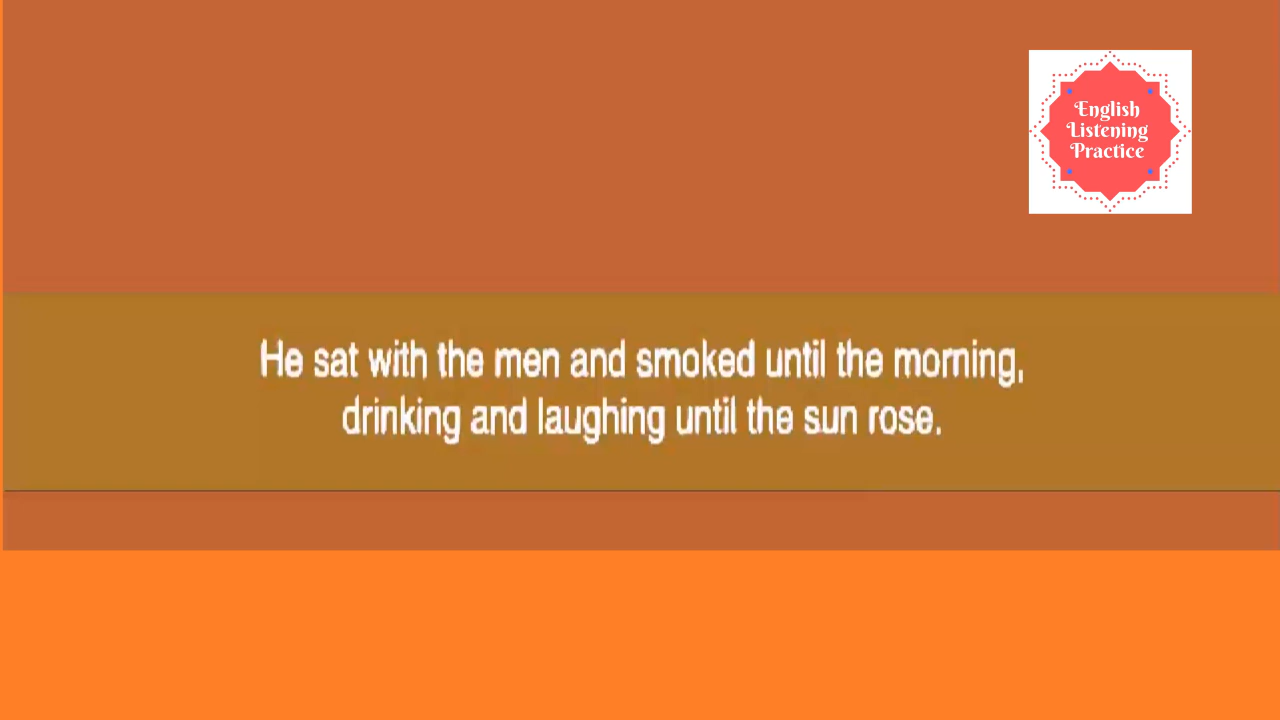 English
Listening
Practice
He sat with the men and smoked until the morning,
drinking and laughing until the sun rose.